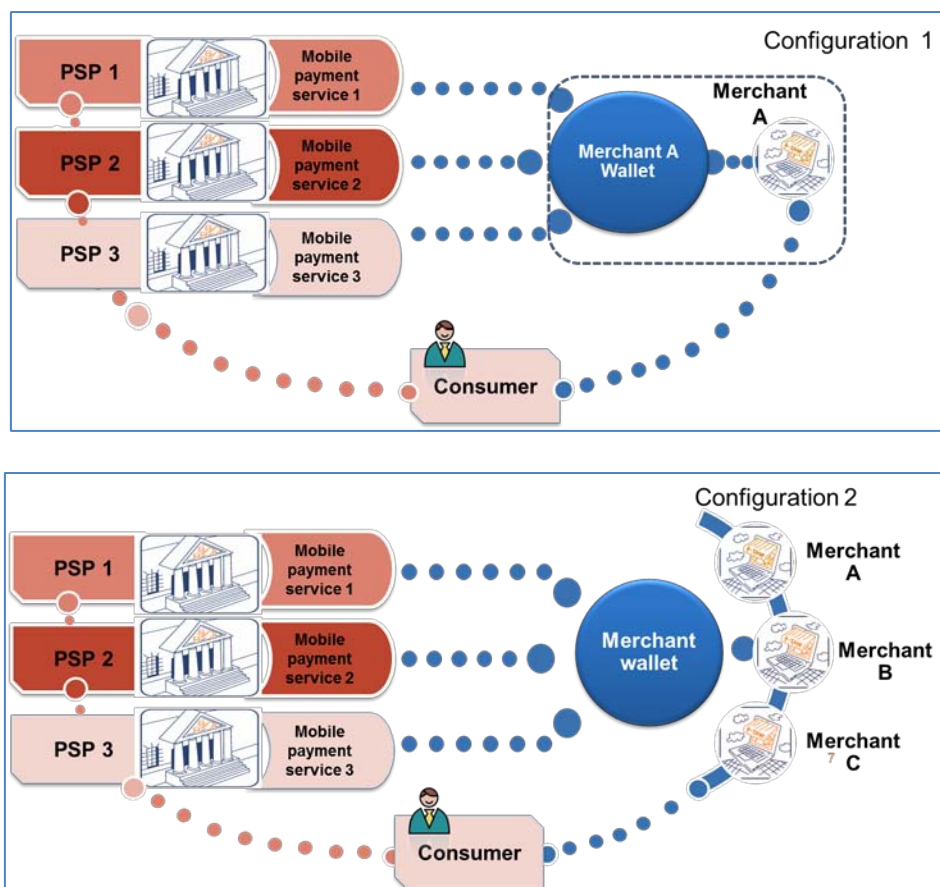 Configuration 1
PSP 1
Mobile
payment
service 1
Merchant
A
PSP 2
Mobile
payment
service 2
Merchant A
Wallet
PSP 3
Mobile
payment
service 3
Consumer
Configuration 2
PSP 1
Mobile
payment
service 1
Merchant
A
PSP 2
Mobile
payment
service 2
Merchant
wallet
Merchant
B
PSP 3
Mobile
payment
service 3
Merchant
7 C
Consumer